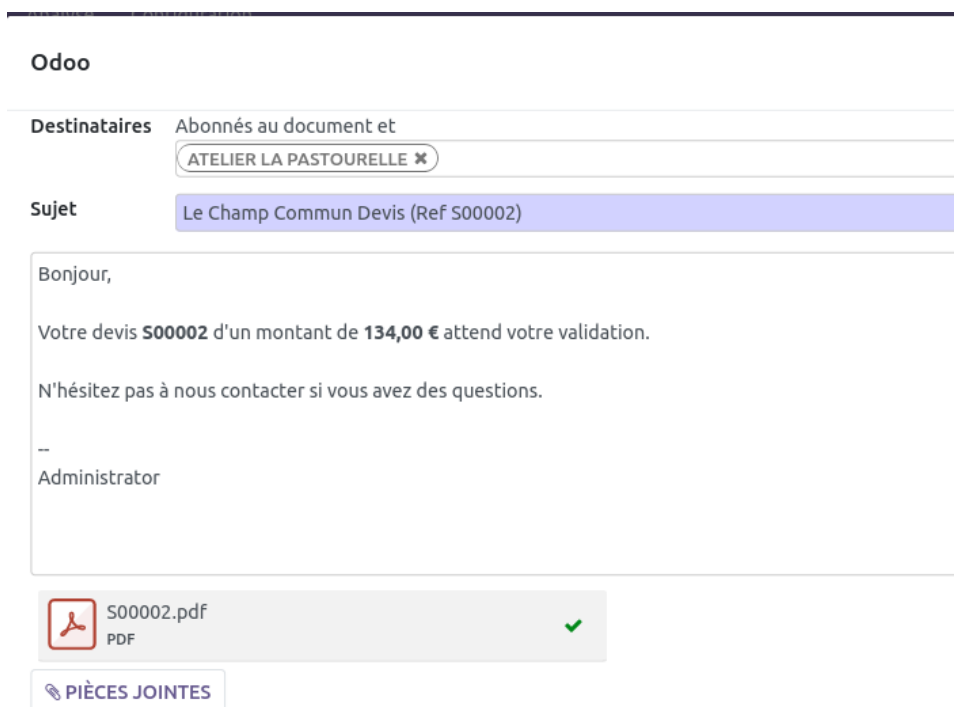 Odoo
Destinataires Abonnés au document et
ATELIER LA PASTOURELLE ✖
Sujet Le Champ Commun Devis (Ref S00002)
Bonjour,
Votre devis S00002 d'un montant de 134,00 € attend votre validation.
N'hésitez pas à nous contacter si vous avez des questions.
--
Administrator
S00002.pdf
PDF
PIÈCES JOINTES